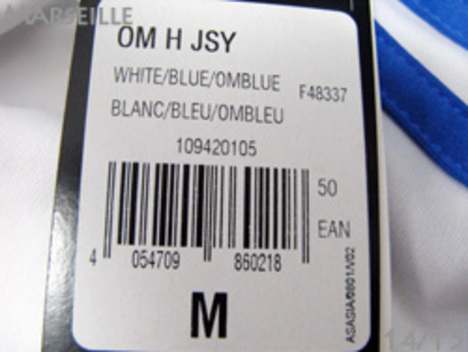 MARSEILLE
OM H JSY
WHITE/BLUE/OMBLUE F48337
BLANC/BLEU/OMBLEU
109420105
50
EAN
4 054709 860218
M
ASASIA/0801/V02
14/15